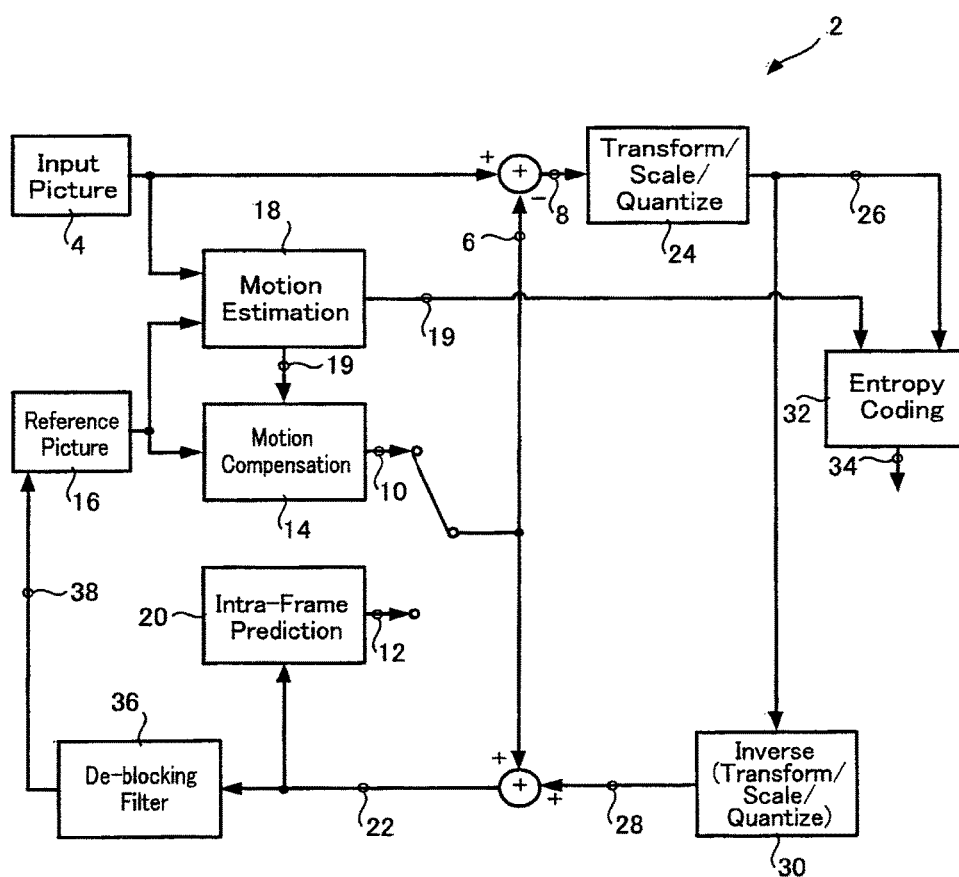 2
Input
Picture
4
+
+
-
8
Transform/
Scale/
Quantize
24
26
6
18
Motion
Estimation
19
19
Reference
Picture
16
Motion
Compensation
14
10
Entropy
Coding
32
34
38
20
Intra-Frame
Prediction
12
36
De-blocking
Filter
22
+
+
+
28
Inverse
(Transform/
Scale/
Quantize)
30